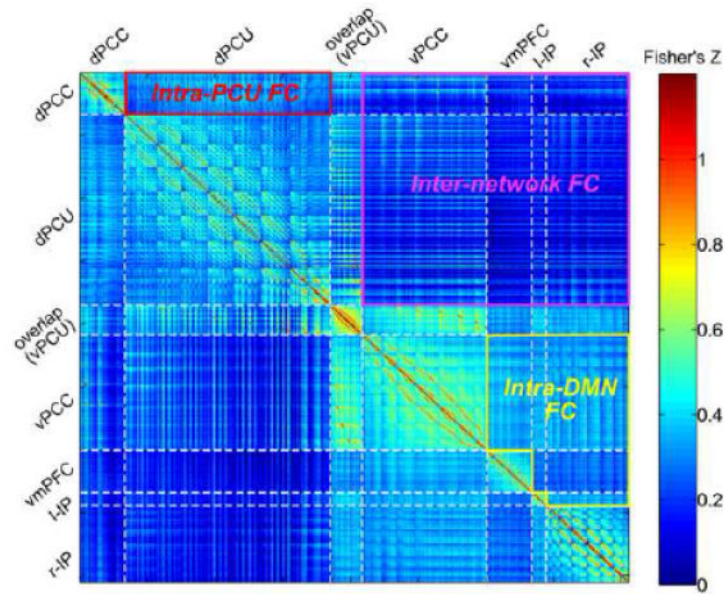 dPCC
dPCU
overlap
(vPCU)
vPCC
vmPFC
l-IP
r-IP
Fisher's Z
dPCC
dPCU
overlap
(vPCU)
vPCC
vmPFC
l-IP
r-IP
Intra-PCU FC
Inter-network FC
Intra-DMN
FC
1
0.8
0.6
0.4
0.2
0